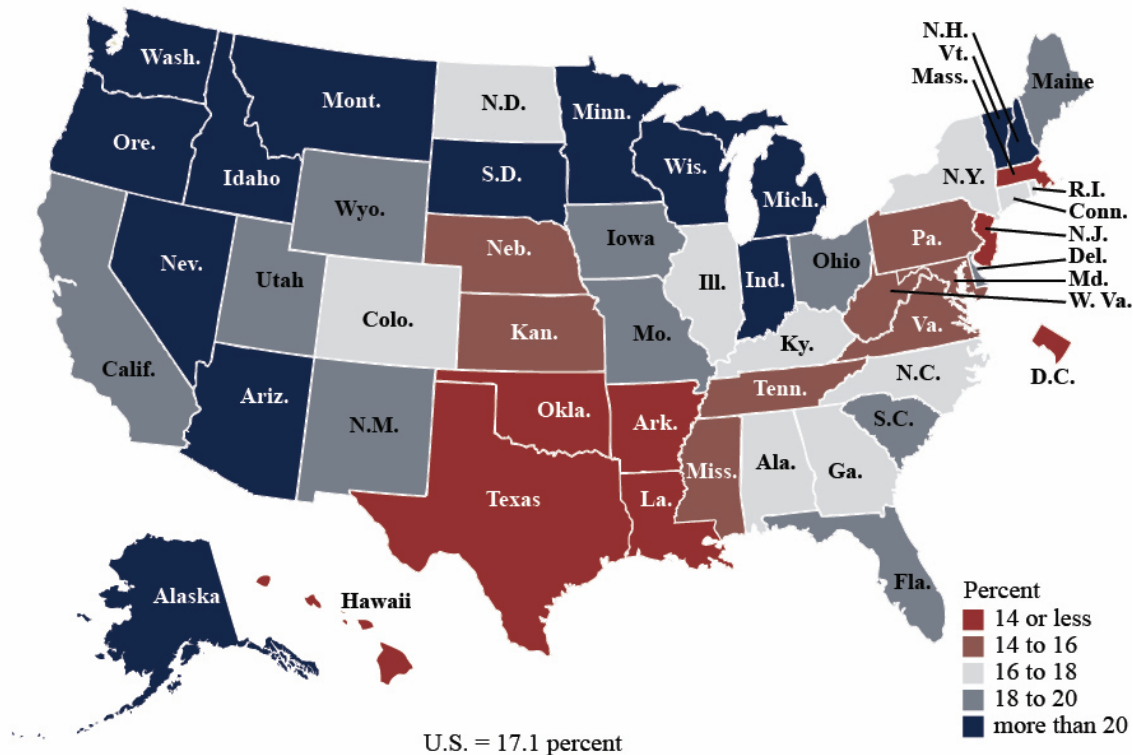 N.H.
Vt.
Mass.
Wash.
Mont.
N.D.
Minn.
Maine
Ore.
Idaho
S.D.
Wis.
Mich.
N.Y.
R.I.
Conn.
N.J.
Del.
Md.
W. Va.
Wyo.
Neb.
Iowa
Pa.
Nev.
Utah
Colo.
Ill.
Ind.
Ohio
Calif.
Kan.
Mo.
Ky.
Va.
D.C.
Ariz.
N.M.
Okla.
Ark.
Tenn.
N.C.
S.C.
Texas
La.
Miss.
Ala.
Ga.
Fla.
Alaska
Hawaii
Percent
14 or less
14 to 16
16 to 18
18 to 20
more than 20
U.S. = 17.1 percent